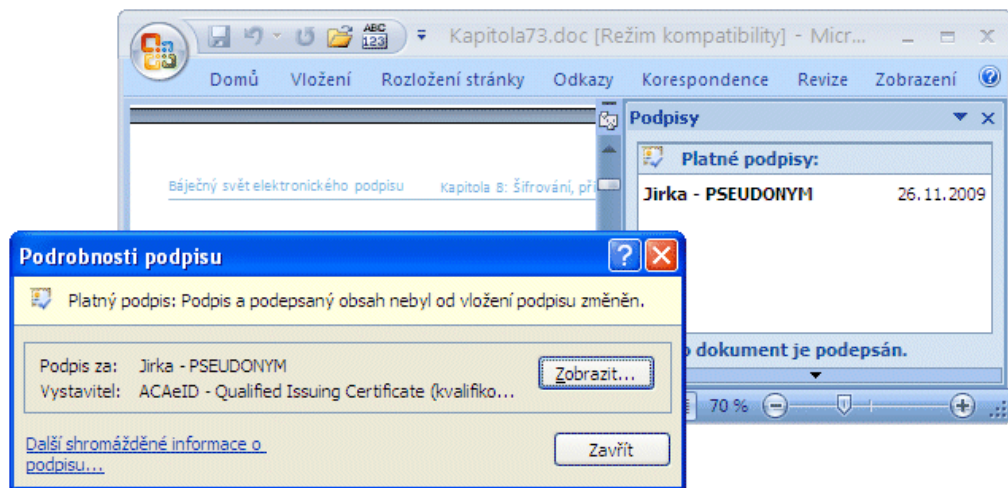 ABC
123
Kapitola73.doc [Režim kompatibility] - Micr...
Domů Vložení Rozložení stránky Odkazy Korespondence Revize Zobrazení
Podpisy
Platné podpisy:
Báječný svět elektronického podpisu Kapitola 8: Šifrování, při
Jirka - PSEUDONYM 26.11.2009
Podrobnosti podpisu
Platný podpis: Podpis a podepsaný obsah nebyl od vložení podpisu změněn.
dokument je podepsán.
Podpis za: Jirka - PSEUDONYM
Zobrazit...
Vystavitel: ACAeID - Qualified Issuing Certificate (kvalifiko...
70 %
Další shromážděné informace o
podpisu...
Zavřít